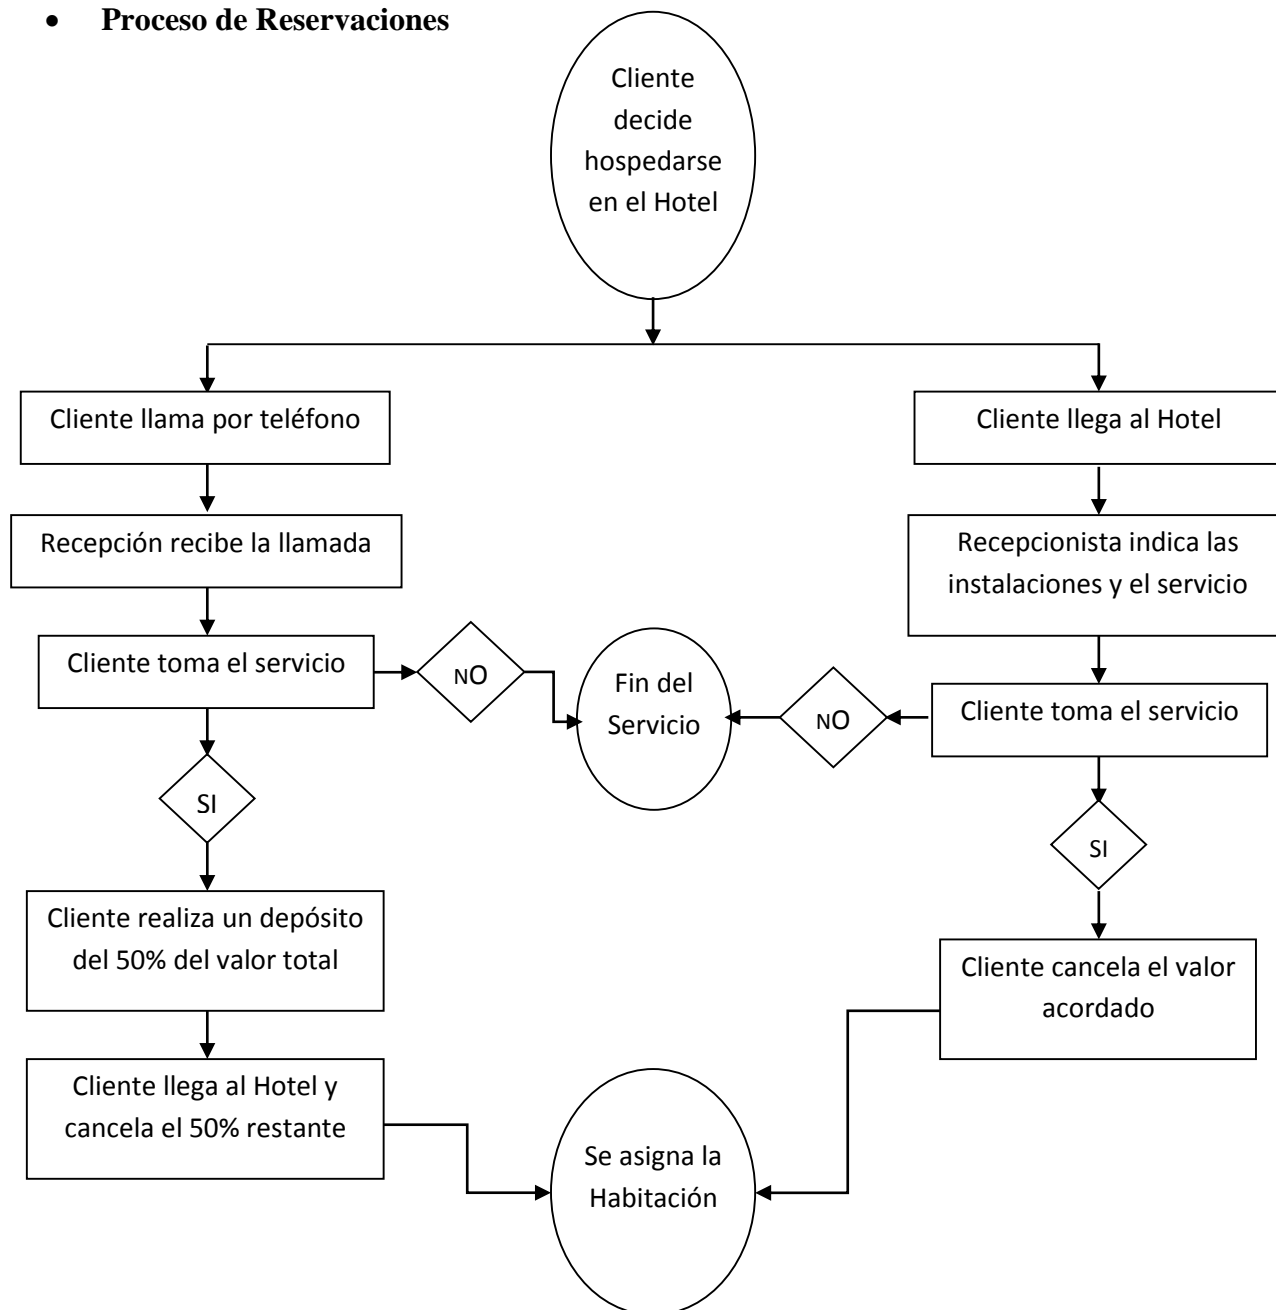 • Proceso de Reservaciones
Cliente
decide
hospedarse
en el Hotel
Cliente llama por teléfono
Cliente llega al Hotel
Recepción recibe la llamada
Recepcionista indica las
instalaciones y el servicio
Cliente toma el servicio
NO
Fin del
Servicio
NO
Cliente toma el servicio
SI
SI
Cliente realiza un depósito
del 50% del valor total
Cliente cancela el valor
acordado
Cliente llega al Hotel y
cancela el 50% restante
Se asigna la
Habitación